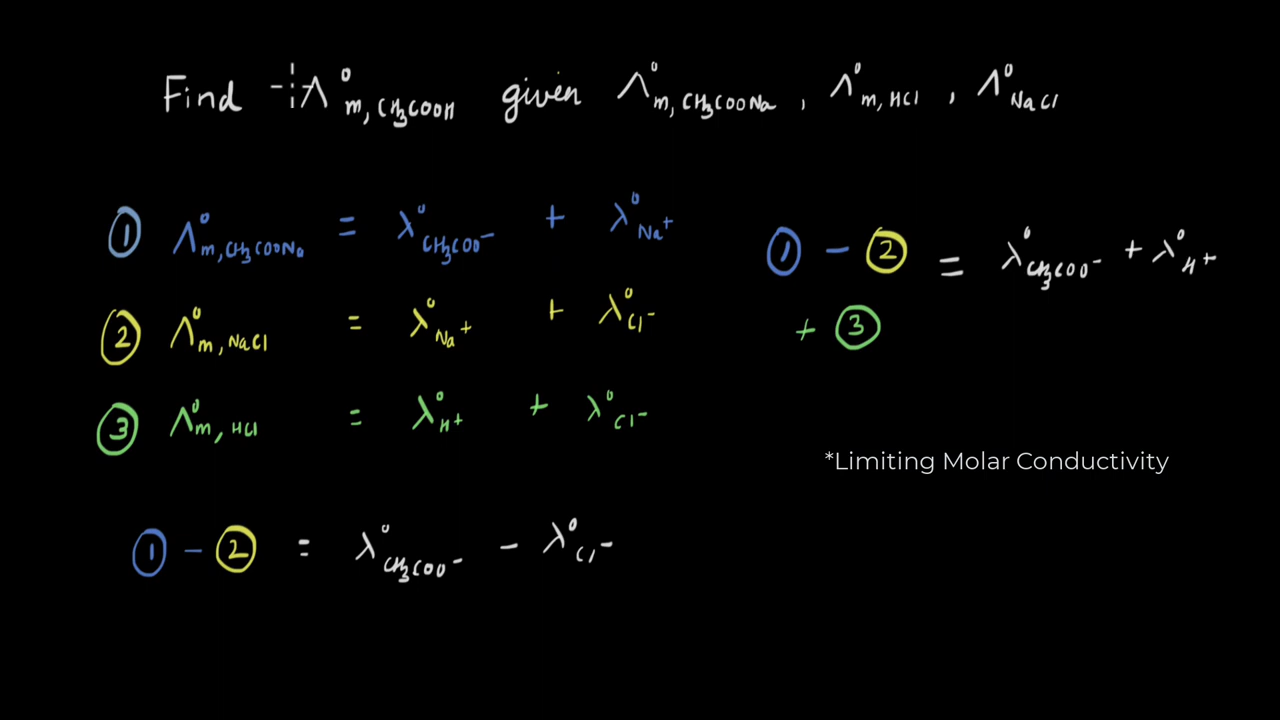 Find Λ°m, CH3COOH given Λ°m, CH3COONa , Λ°m, HCl , Λ°NaCl
① Λ°m, CH3COONa = λ°CH3COO⁻ + λ°Na⁺
② Λ°m, NaCl = λ°Na⁺ + λ°Cl⁻
③ Λ°m, HCl = λ°H⁺ + λ°Cl⁻
① - ② = λ°CH3COO⁻ - λ°Cl⁻
① - ② = λ°CH3COO⁻ + λ°H⁺
+ ③
*Limiting Molar Conductivity